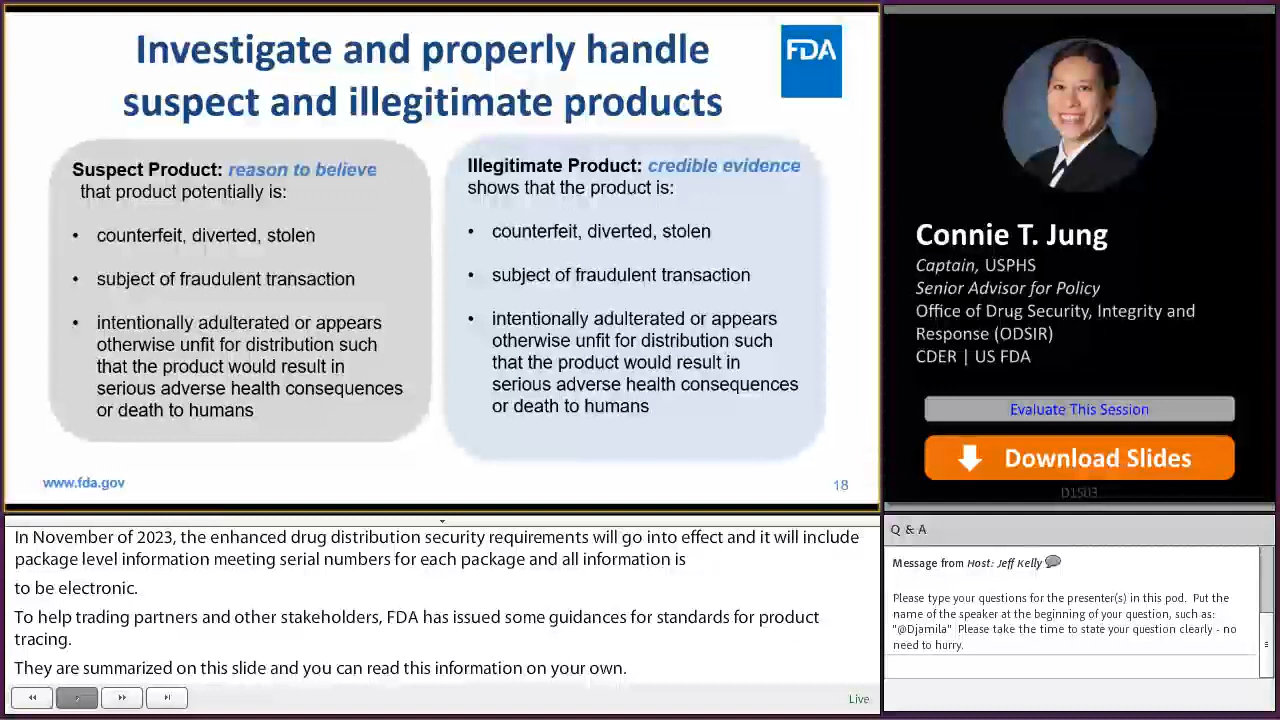 Investigate and properly handle
suspect and illegitimate products
FDA
Suspect Product: reason to believe
that product potentially is:
• counterfeit, diverted, stolen
• subject of fraudulent transaction
• intentionally adulterated or appears
otherwise unfit for distribution such
that the product would result in
serious adverse health consequences
or death to humans
Illegitimate Product: credible evidence
shows that the product is:
• counterfeit, diverted, stolen
• subject of fraudulent transaction
• intentionally adulterated or appears
otherwise unfit for distribution such
that the product would result in
serious adverse health consequences
or death to humans
www.fda.gov
18
Connie T. Jung
Captain, USPHS
Senior Advisor for Policy
Office of Drug Security, Integrity and
Response (ODSIR)
CDER | US FDA
Evaluate This Session
Download Slides
D1S03
In November of 2023, the enhanced drug distribution security requirements will go into effect and it will include
package level information meeting serial numbers for each package and all information is
to be electronic.
To help trading partners and other stakeholders, FDA has issued some guidances for standards for product
tracing.
They are summarized on this slide and you can read this information on your own.
Live
Q & A
Message from Host: Jeff Kelly
Please type your questions for the presenter(s) in this pod. Put the
name of the speaker at the beginning of your question, such as:
"@Djamila" Please take the time to state your question clearly - no
need to hurry.